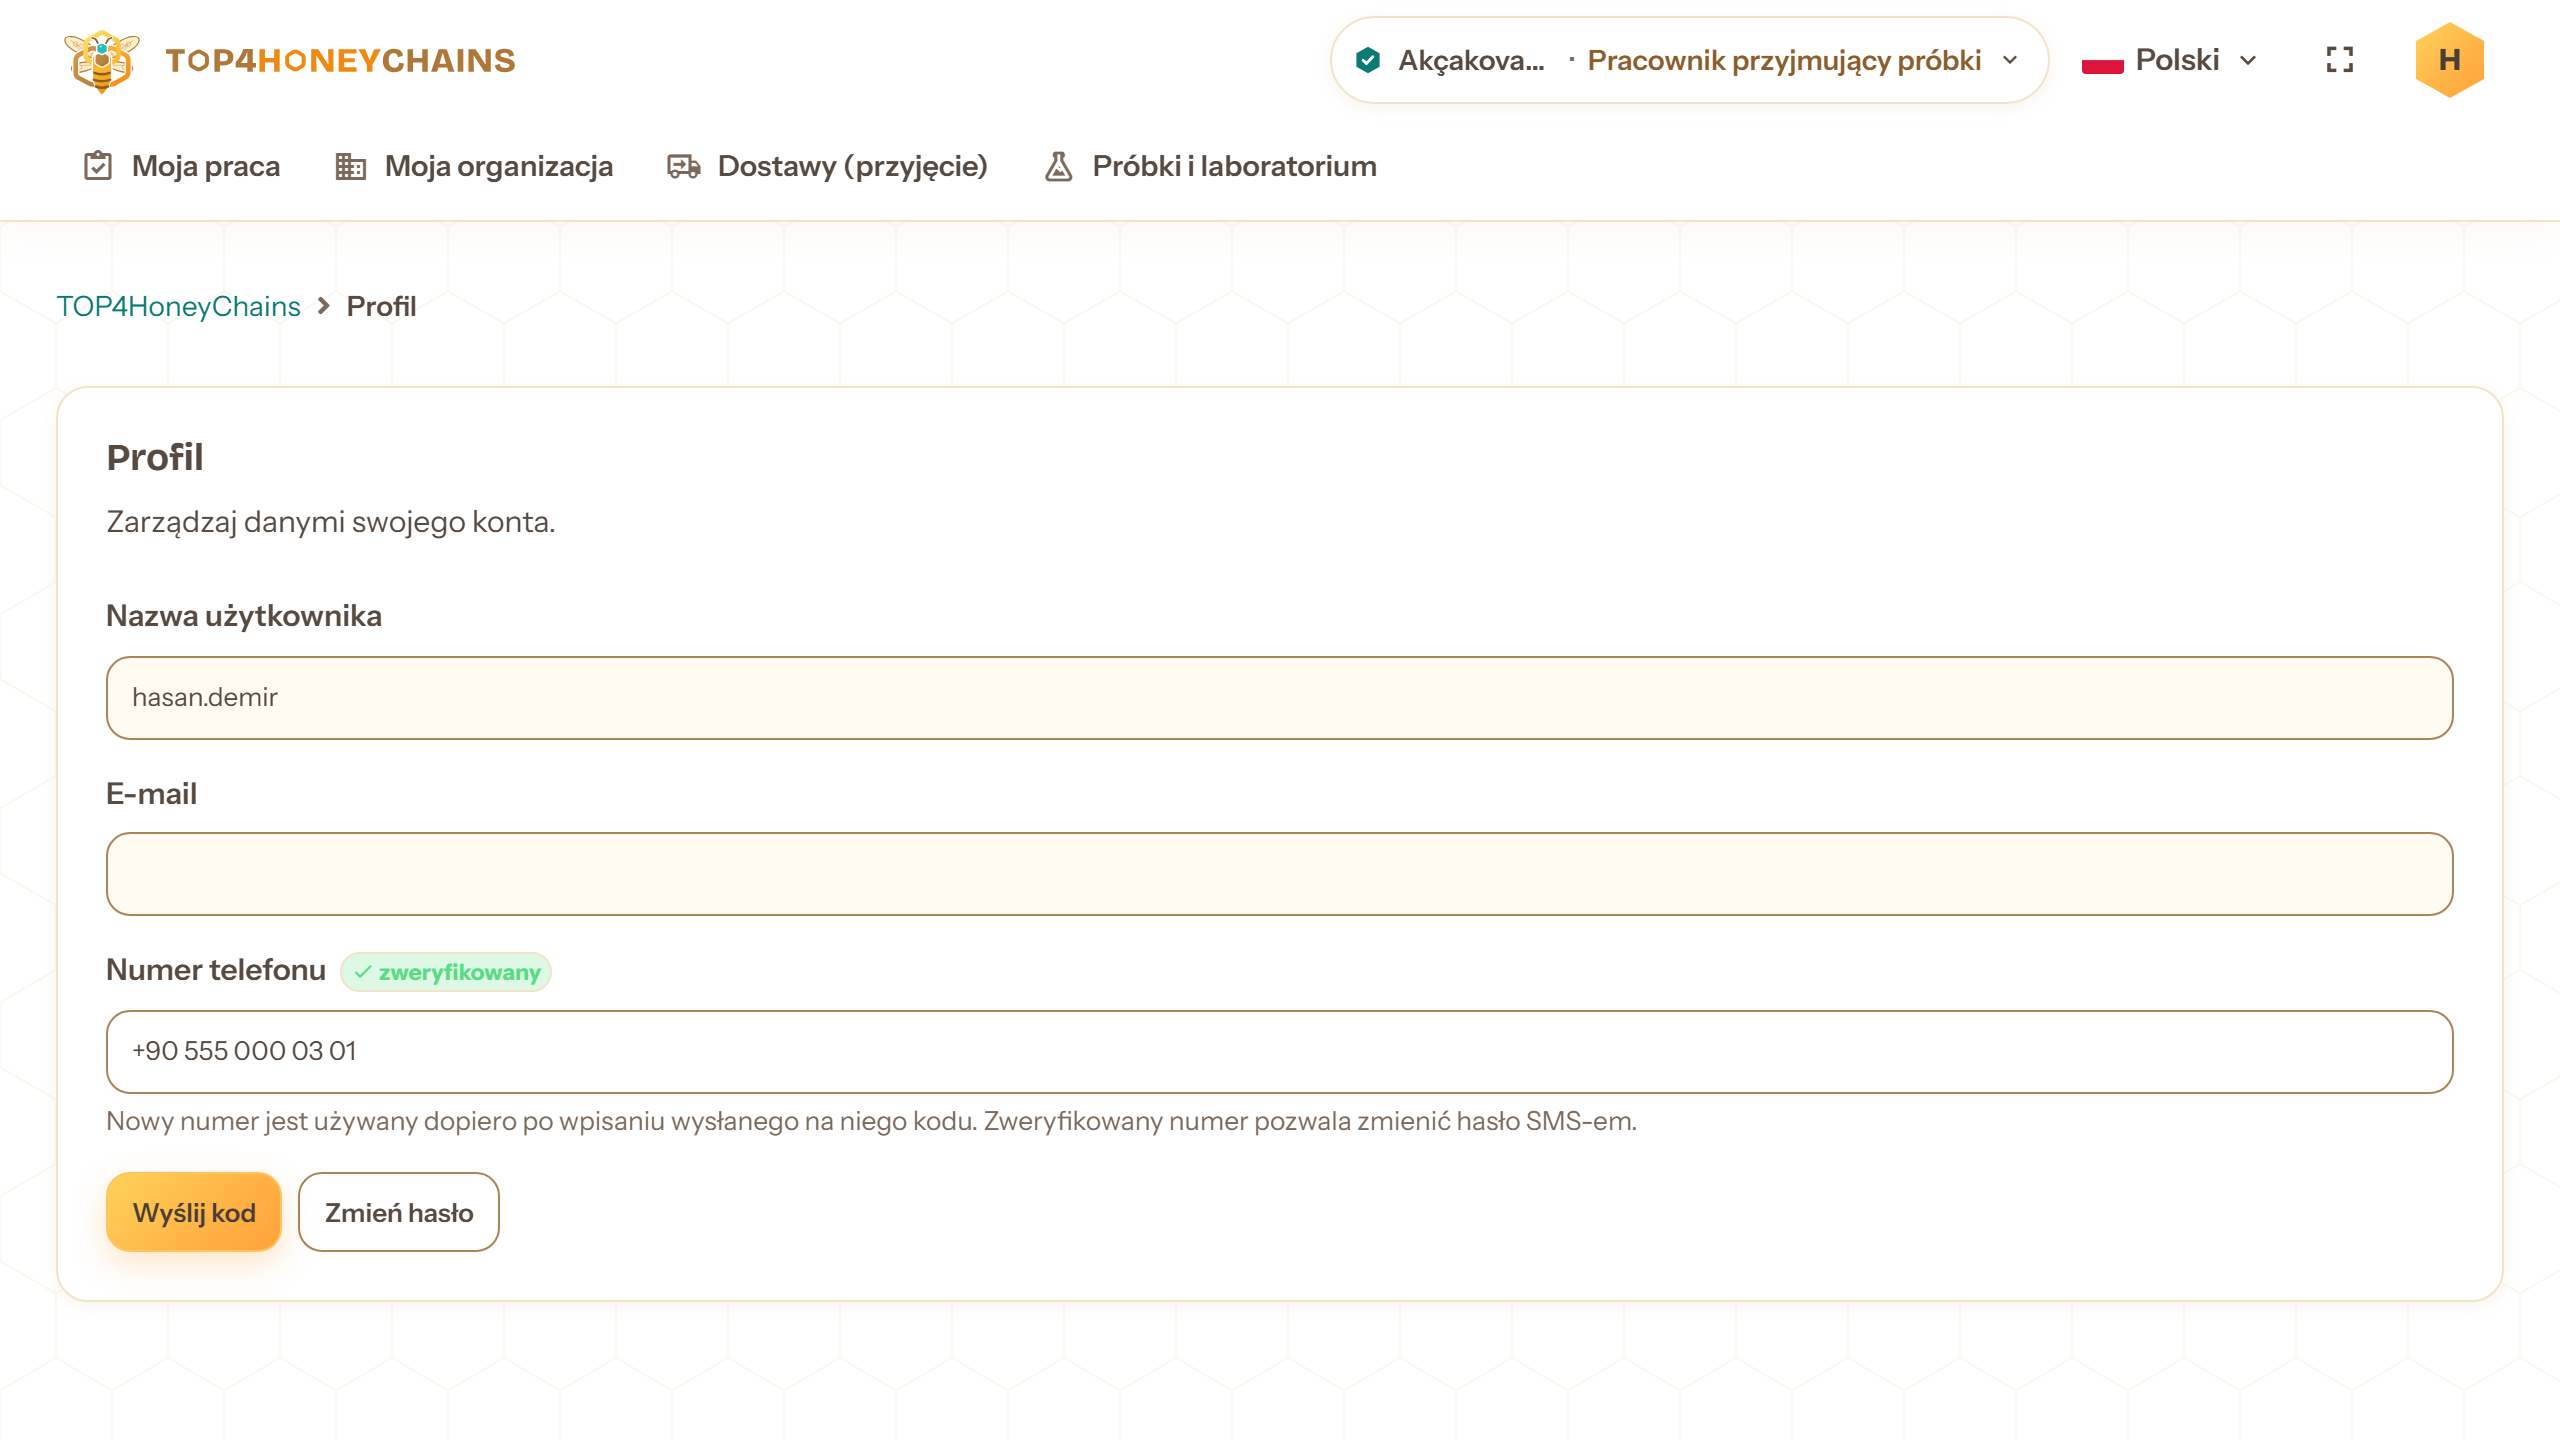 TOP4HONEYCHAINS
Akçakova... · Pracownik przyjmujący próbki
Polski
H
Moja praca
Moja organizacja
Dostawy (przyjęcie)
Próbki i laboratorium
TOP4HoneyChains > Profil
Profil
Zarządzaj danymi swojego konta.
Nazwa użytkownika
hasan.demir
E-mail
Numer telefonu ✓ zweryfikowany
+90 555 000 03 01
Nowy numer jest używany dopiero po wpisaniu wysłanego na niego kodu. Zweryfikowany numer pozwala zmienić hasło SMS-em.
Wyślij kod
Zmień hasło